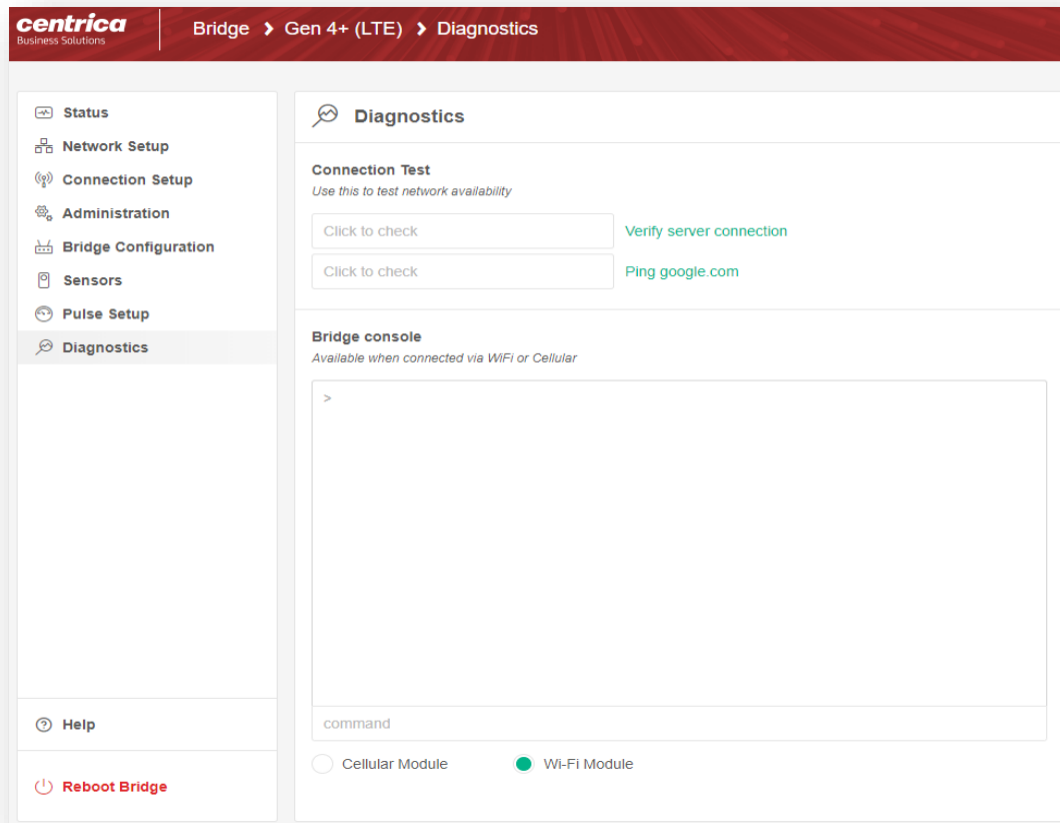 centrica
Business Solutions
Bridge > Gen 4+ (LTE) > Diagnostics
Status
Network Setup
Connection Setup
Administration
Bridge Configuration
Sensors
Pulse Setup
Diagnostics
Help
Reboot Bridge
Diagnostics
Connection Test
Use this to test network availability
Click to check Verify server connection
Click to check Ping google.com
Bridge console
Available when connected via WiFi or Cellular
>
command
Cellular Module Wi-Fi Module